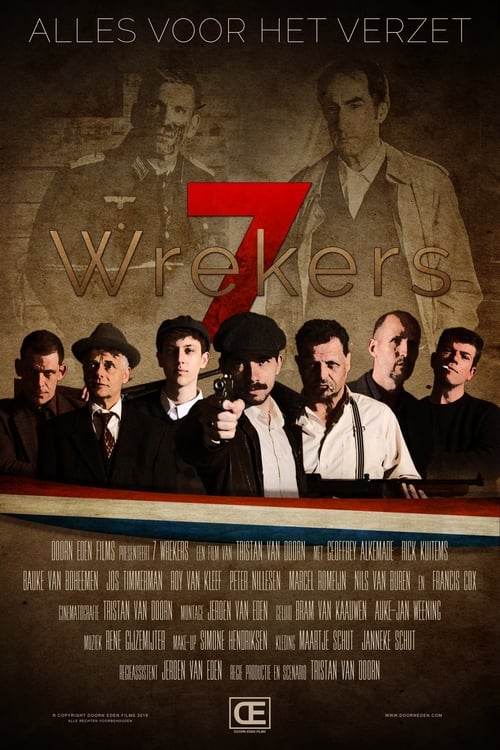 ALLES VOOR HET VERZET
7
Wrekers
DOORN EDEN FILMS PRESENTEERT 7 WREKERS EEN FILM VAN TRISTAN VAN DOORN MET GEOFFREY ALKEMADE RICK KUITEMS
BAUKE VAN BOHEEMEN JOS TIMMERMAN ROY VAN KLEFF PETER NILLESEN MARCEL ROMEIJN NILS VAN BUREN EN FRANCIS COX
CINEMATOGRAFIE TRISTAN VAN DOORN MONTAGE JEROEN VAN EDEN GELUID BRAM VAN KAAUWEN AUKE-JAN WEENING
MUZIEK RENE GIJZEMIJTER MAKE-UP SIMONE HENDRIKSEN KLEDING MAARTJE SCHUT JANNEKE SCHUT
REGIEASSISTENT JEROEN VAN EDEN REGIE PRODUCTIE EN SCENARIO TRISTAN VAN DOORN
© COPYRIGHT DOORN EDEN FILMS 2016
ALLE RECHTEN VOORBEHOUDEN
DE
DOORN EDEN FILMS
WWW.DOORNEDEN.COM